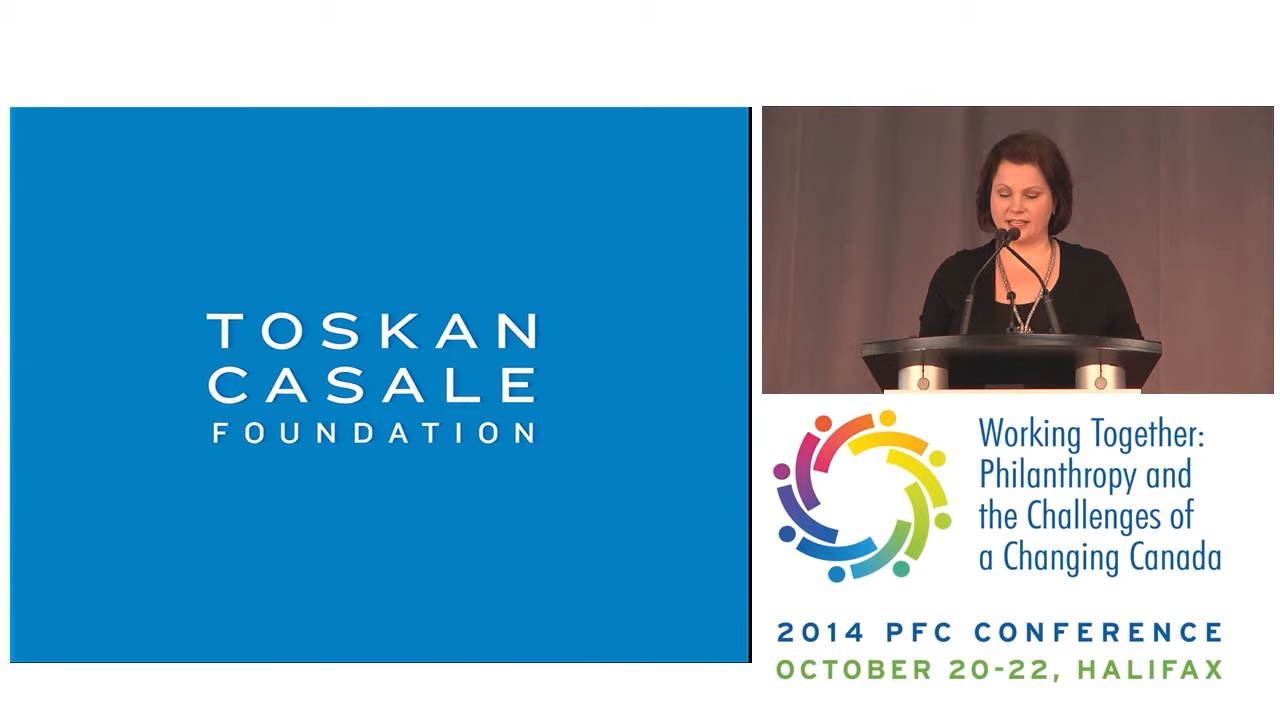 TOSKAN
CASALE
FOUNDATION
Working Together:
Philanthropy and
the Challenges of
a Changing Canada
2014 PFC CONFERENCE
OCTOBER 20-22, HALIFAX